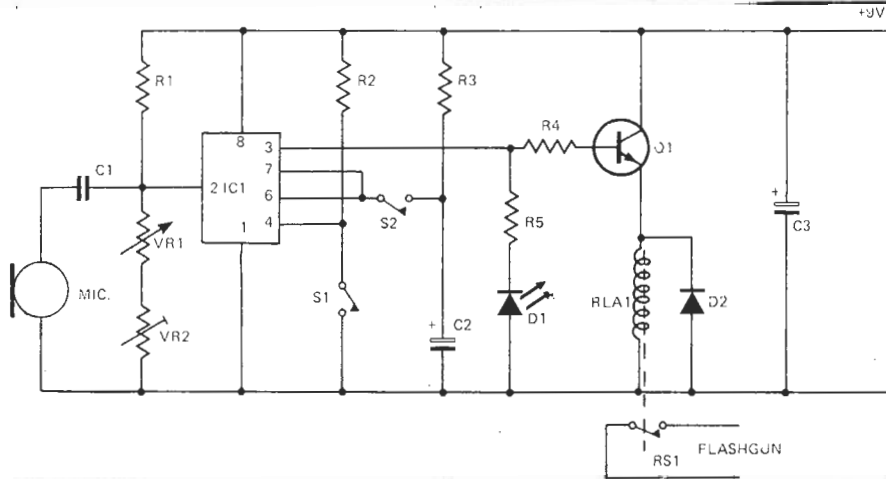 +9V
R1
R2
R3
R4
Q1
C1
8
3
7
2 IC1
6
4
1
S2
R5
C3
+
VR1
MIC.
S1
+
C2
D1
RLA1
D2
VR2
RS1
FLASHGUN